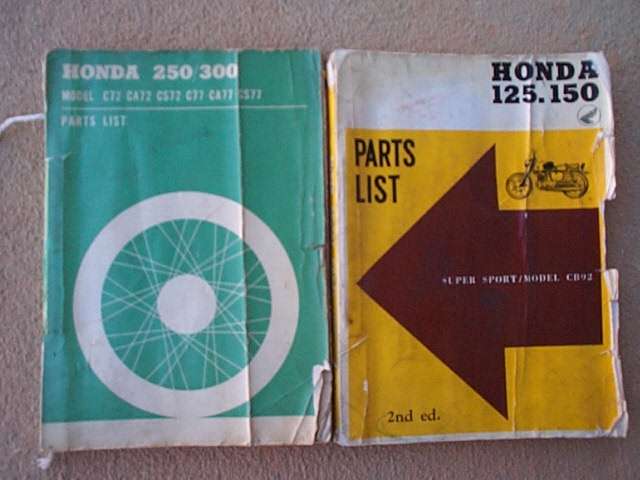 HONDA 250/300
MODEL C72 CA72 CS72 C77 CA77 CS77
PARTS LIST
HONDA
125.150
PARTS
LIST
SUPER SPORT/MODEL CB92
2nd ed.